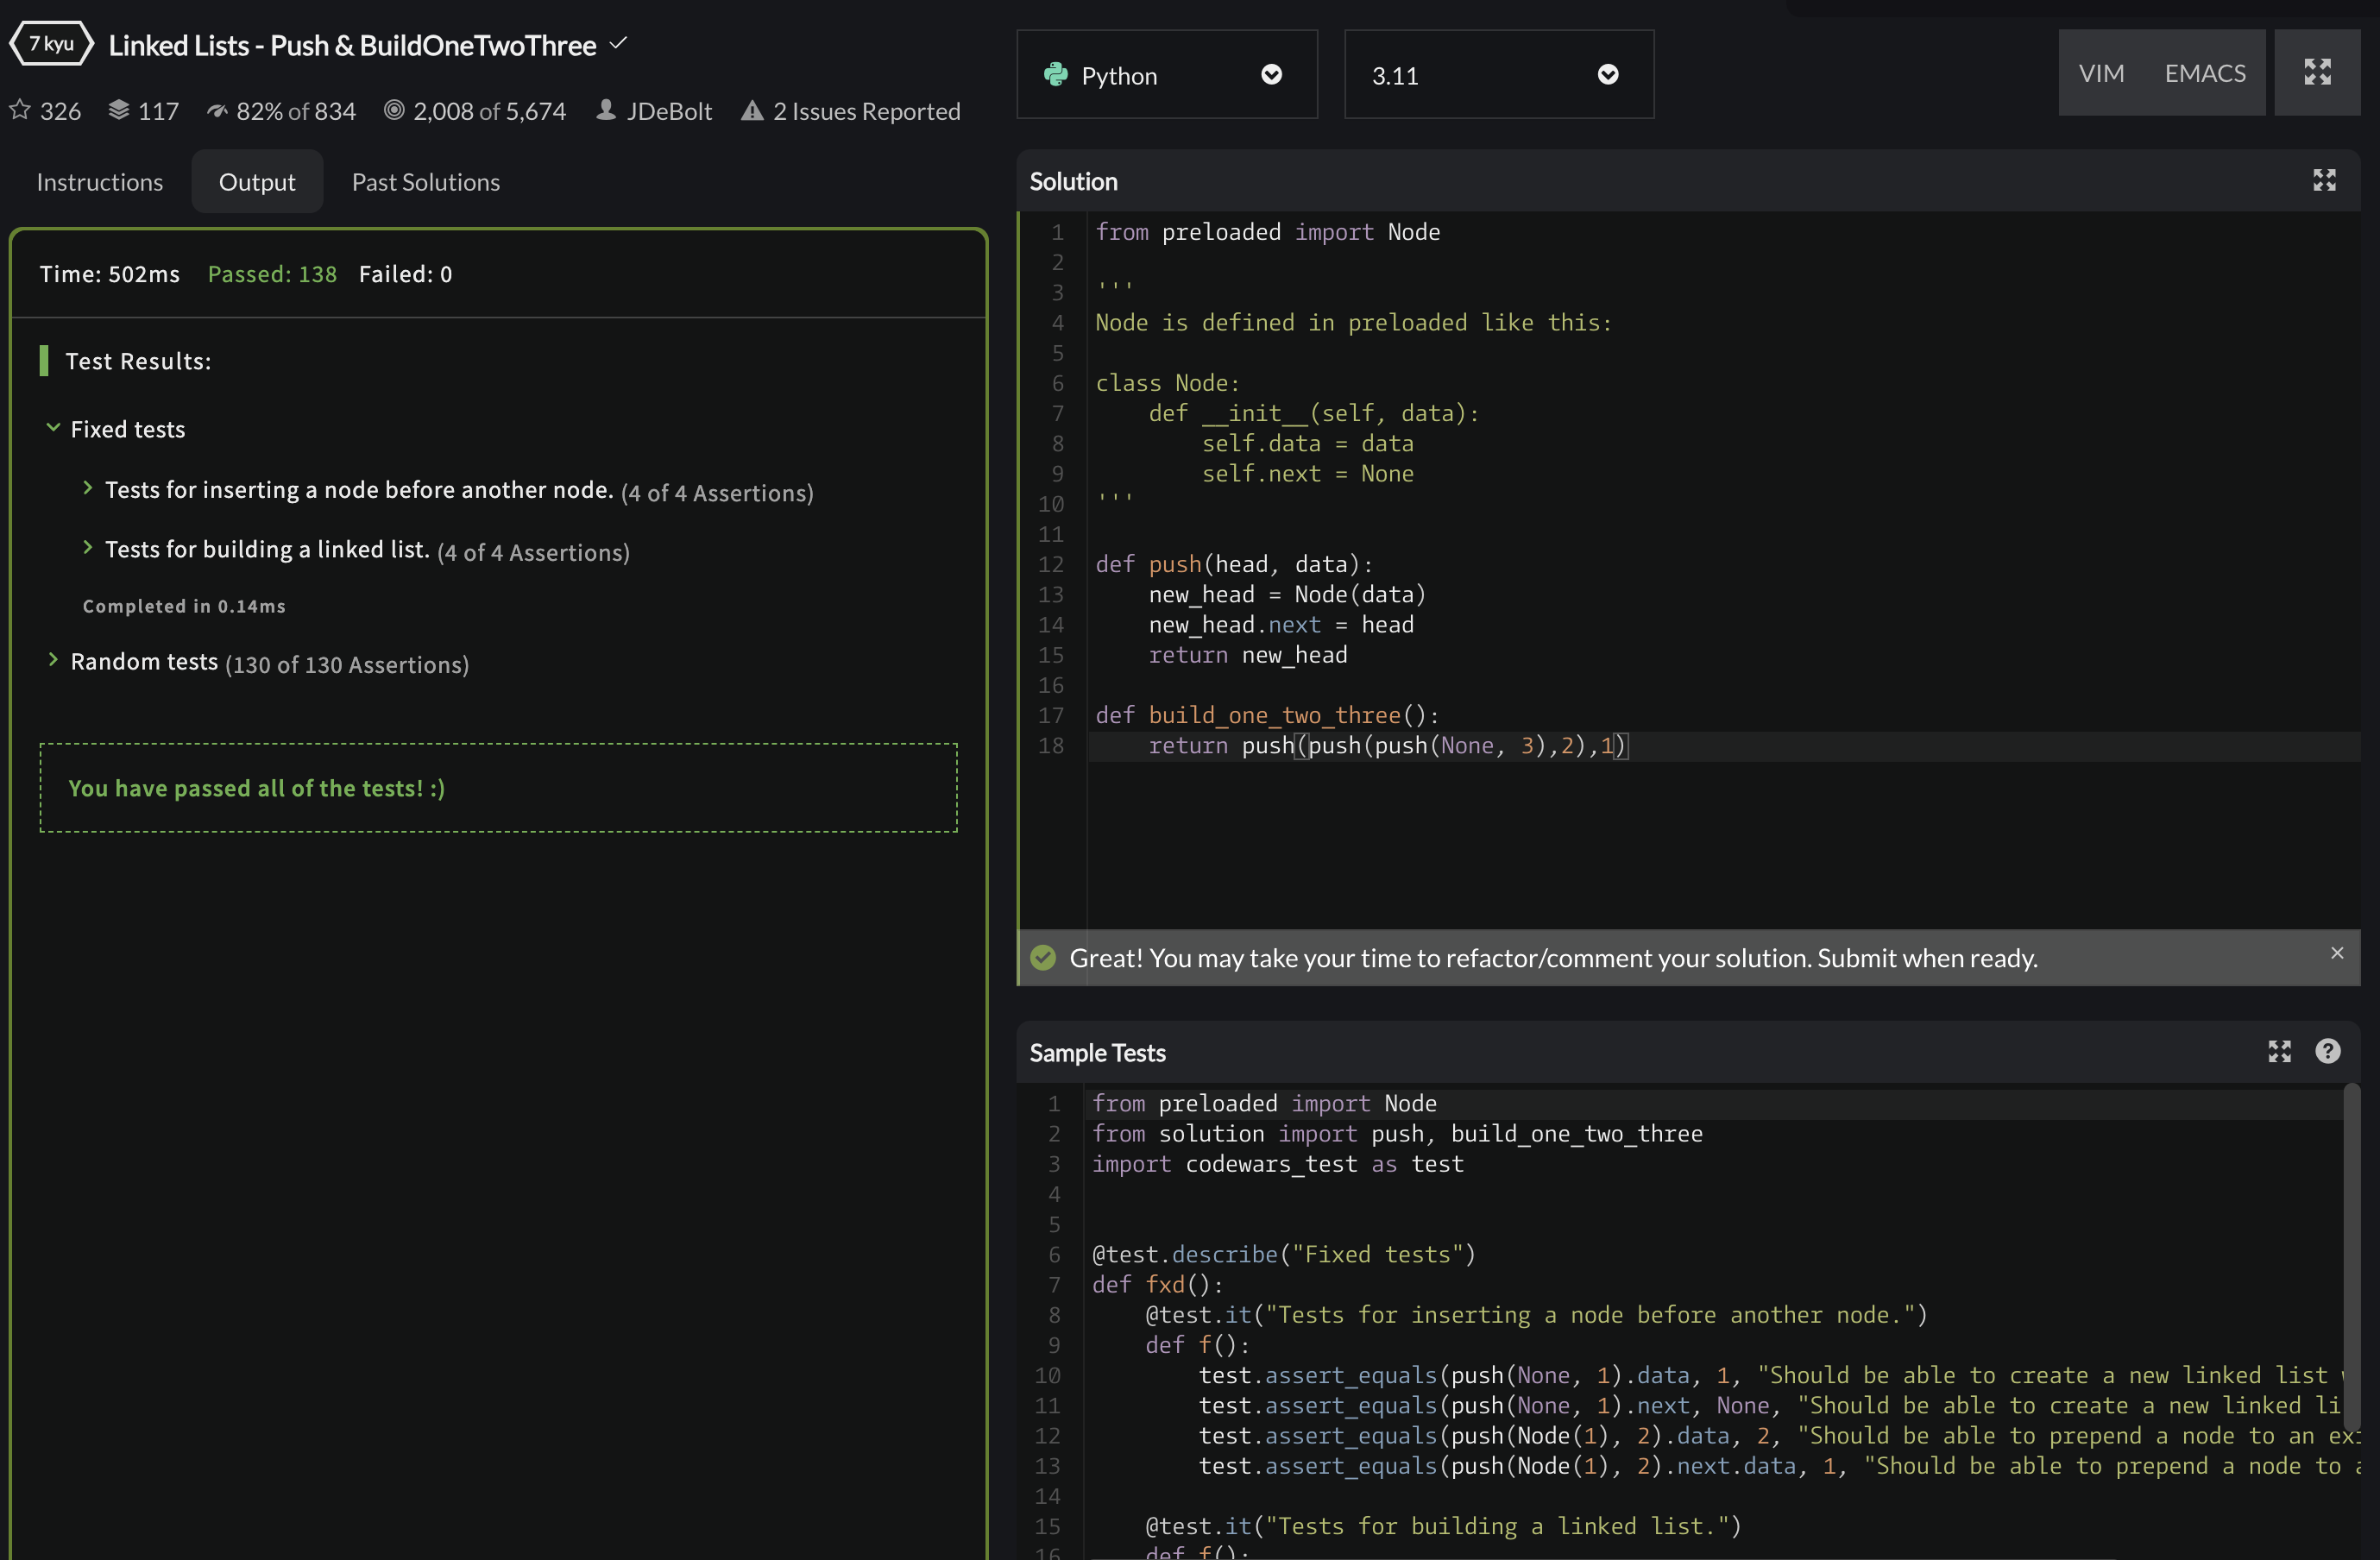 7 kyu Linked Lists - Push & BuildOneTwoThree
326 117 82% of 834 2,008 of 5,674 JDeBolt 2 Issues Reported
Instructions Output Past Solutions
Time: 502ms Passed: 138 Failed: 0
Test Results:
Fixed tests
Tests for inserting a node before another node. (4 of 4 Assertions)
Tests for building a linked list. (4 of 4 Assertions)
Completed in 0.14ms
Random tests (130 of 130 Assertions)
You have passed all of the tests! :)
Python 3.11 VIM EMACS
Solution
1 from preloaded import Node
2
3 '''
4 Node is defined in preloaded like this:
5
6 class Node:
7     def __init__(self, data):
8         self.data = data
9         self.next = None
10 '''
11
12 def push(head, data):
13     new_head = Node(data)
14     new_head.next = head
15     return new_head
16
17 def build_one_two_three():
18     return push(push(push(None, 3),2),1)
Great! You may take your time to refactor/comment your solution. Submit when ready.
Sample Tests
1 from preloaded import Node
2 from solution import push, build_one_two_three
3 import codewars_test as test
4
5
6 @test.describe("Fixed tests")
7 def fxd():
8     @test.it("Tests for inserting a node before another node.")
9     def f():
10         test.assert_equals(push(None, 1).data, 1, "Should be able to create a new linked list
11         test.assert_equals(push(None, 1).next, None, "Should be able to create a new linked li
12         test.assert_equals(push(Node(1), 2).data, 2, "Should be able to prepend a node to an ex
13         test.assert_equals(push(Node(1), 2).next.data, 1, "Should be able to prepend a node to
14
15     @test.it("Tests for building a linked list.")
16     def f():